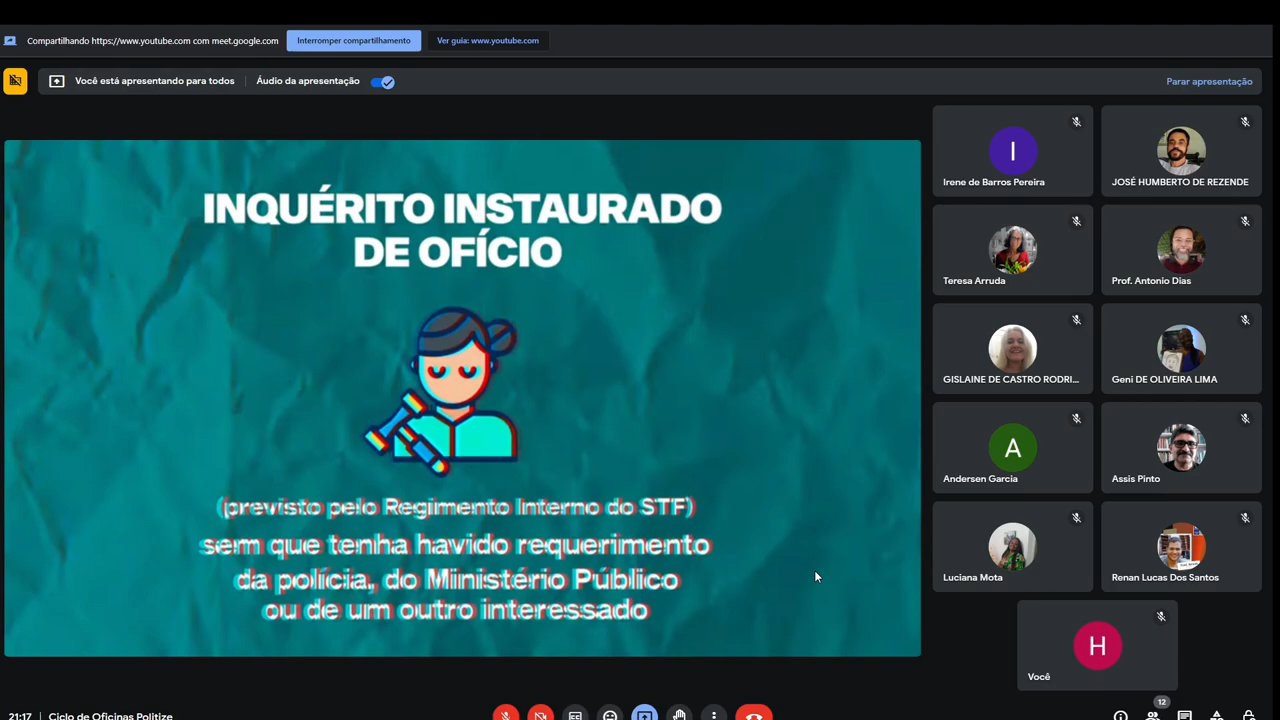 Compartilhando https://www.youtube.com com meet.google.com
Interromper compartilhamento
Ver guia: www.youtube.com
Você está apresentando para todos
Áudio da apresentação
Parar apresentação
INQUÉRITO INSTAURADO
DE OFÍCIO
(previsto pelo Regimento Interno do STF)
sem que tenha havido requerimento
da polícia, do Ministério Público
ou de um outro interessado
I
Irene de Barros Pereira
JOSÉ HUMBERTO DE REZENDE
Teresa Arruda
Prof. Antonio Dias
GISLAINE DE CASTRO RODRI...
Geni DE OLIVEIRA LIMA
A
Andersen Garcia
Assis Pinto
Luciana Mota
Renan Lucas Dos Santos
H
Você
21:17 | Ciclo de Oficinas Politize
12